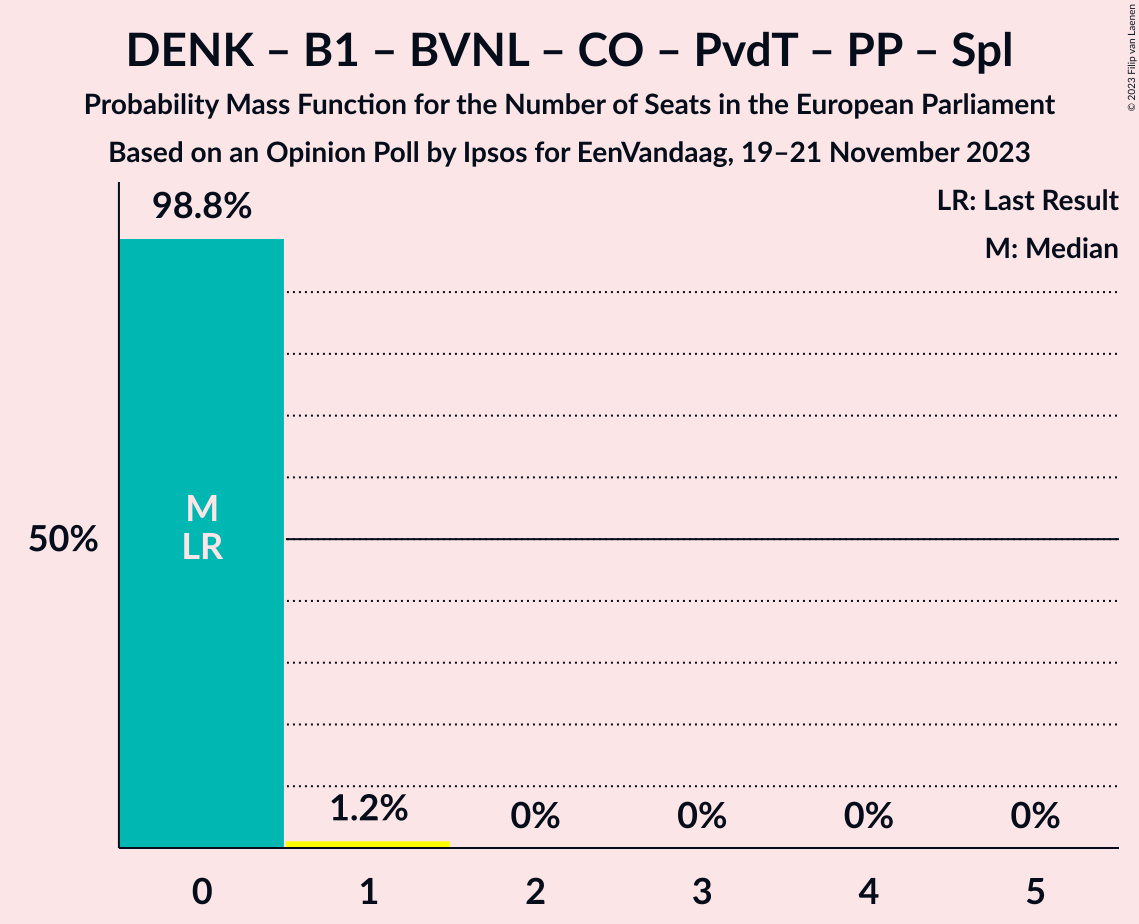 DENK – B1 – BVNL – CO – PvdT – PP – Spl
Probability Mass Function for the Number of Seats in the European Parliament
Based on an Opinion Poll by Ipsos for EenVandaag, 19–21 November 2023
© 2023 Filip van Laenen
LR: Last Result
M: Median
98.8%
M
LR
50%
1.2%
0%
0%
0%
0%
0
1
2
3
4
5